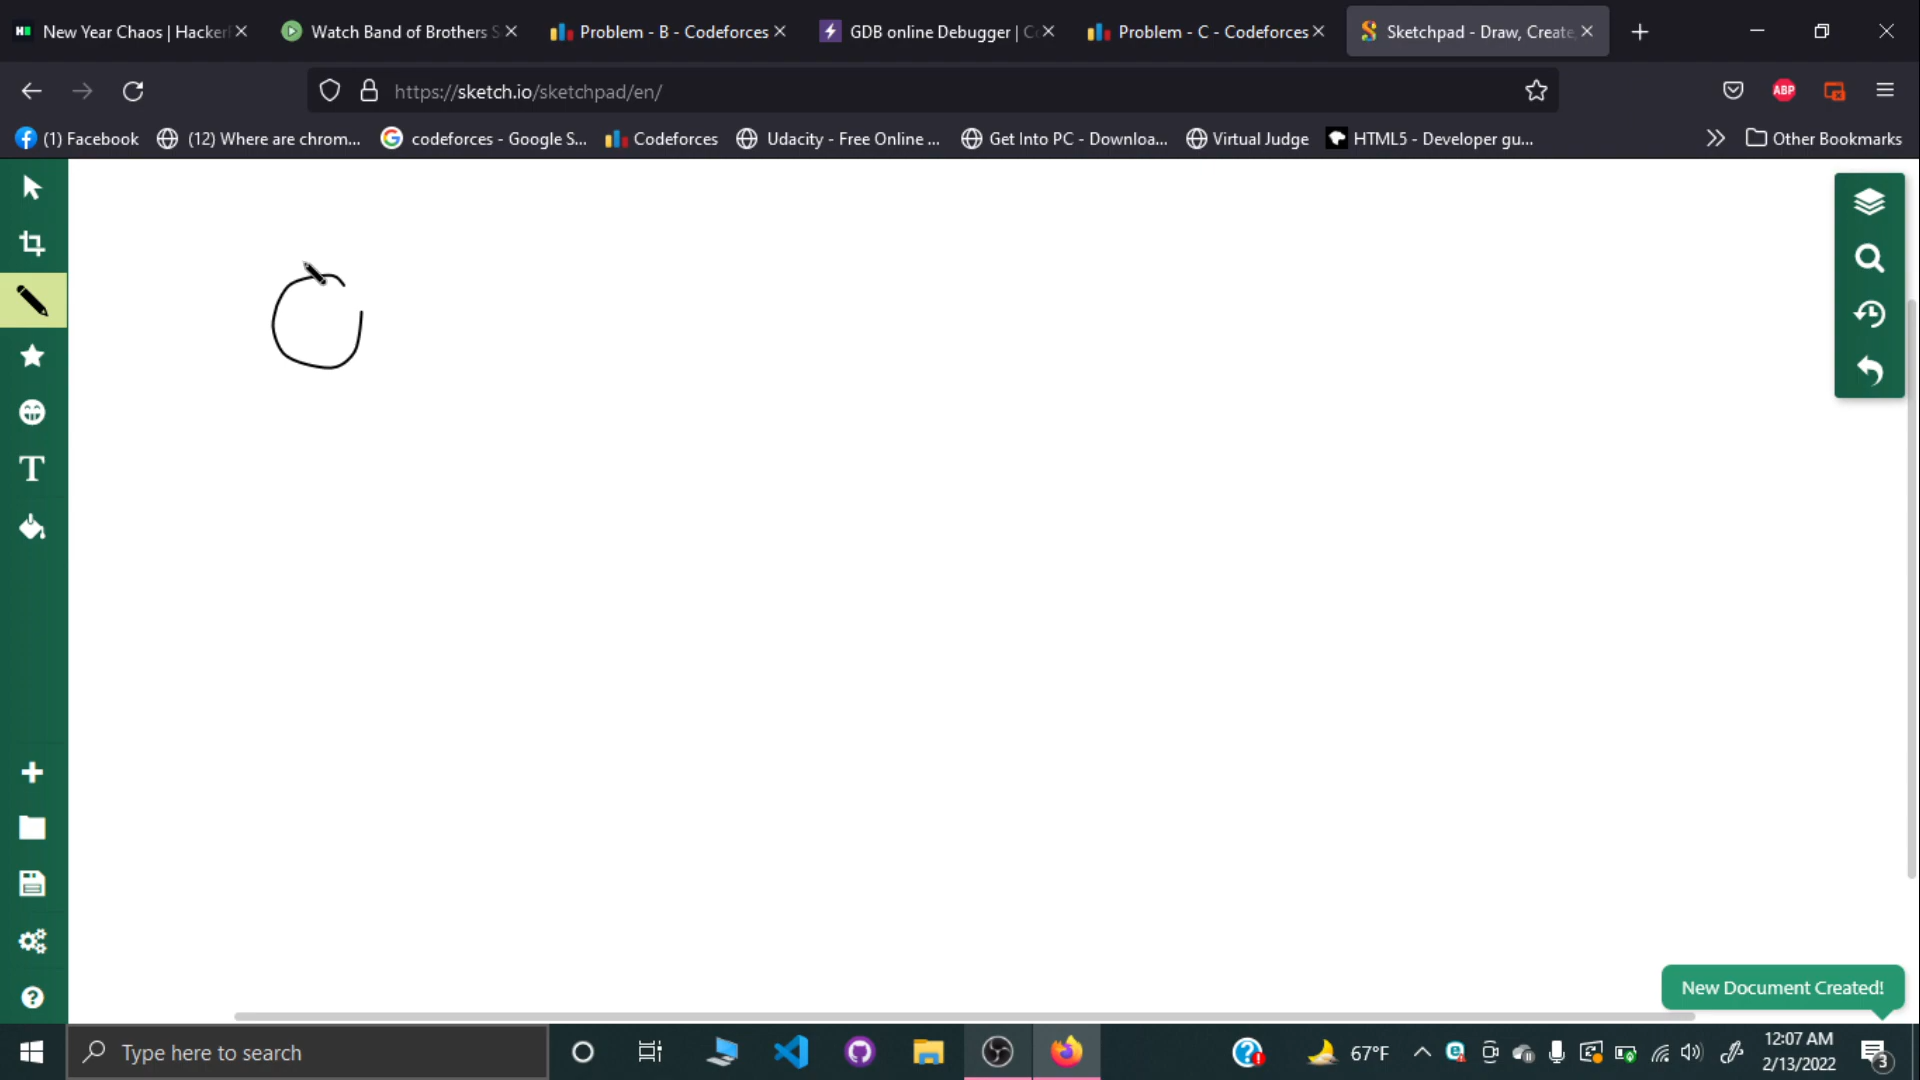 New Year Chaos | Hacker
Watch Band of Brothers S
Problem - B - Codeforces
GDB online Debugger | Co
Problem - C - Codeforces
Sketchpad - Draw, Create,
https://sketch.io/sketchpad/en/
ABP
(1) Facebook
(12) Where are chrom...
codeforces - Google S...
Codeforces
Udacity - Free Online ...
Get Into PC - Downloa...
Virtual Judge
HTML5 - Developer gu...
Other Bookmarks
T
New Document Created!
Type here to search
67°F
12:07 AM
2/13/2022
3